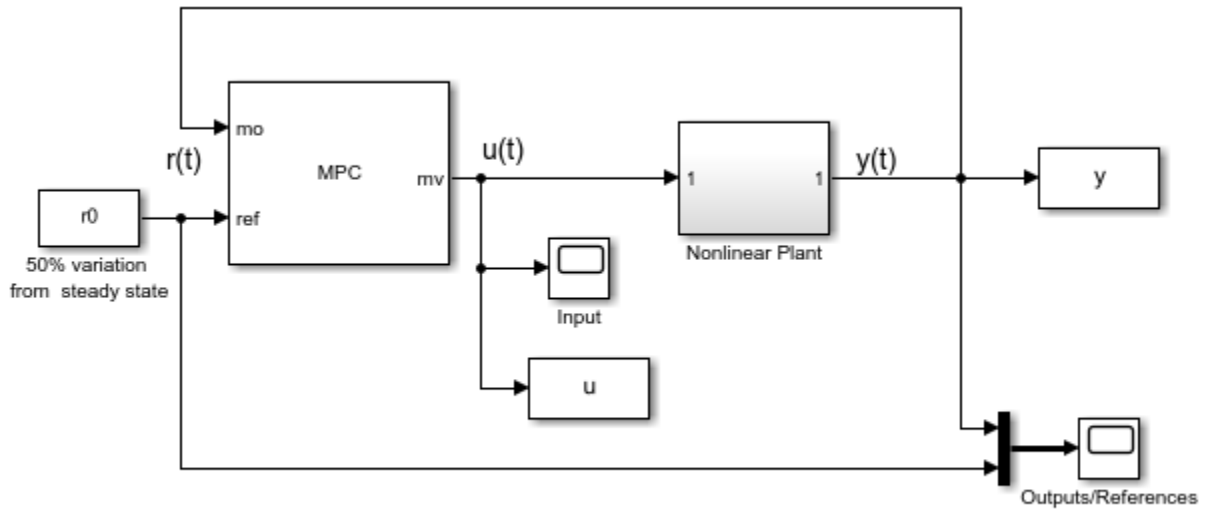 mo
r(t)
u(t)
MPC
mv
1
1
y(t)
y
r0
ref
50% variation
from steady state
Nonlinear Plant
Input
u
Outputs/References